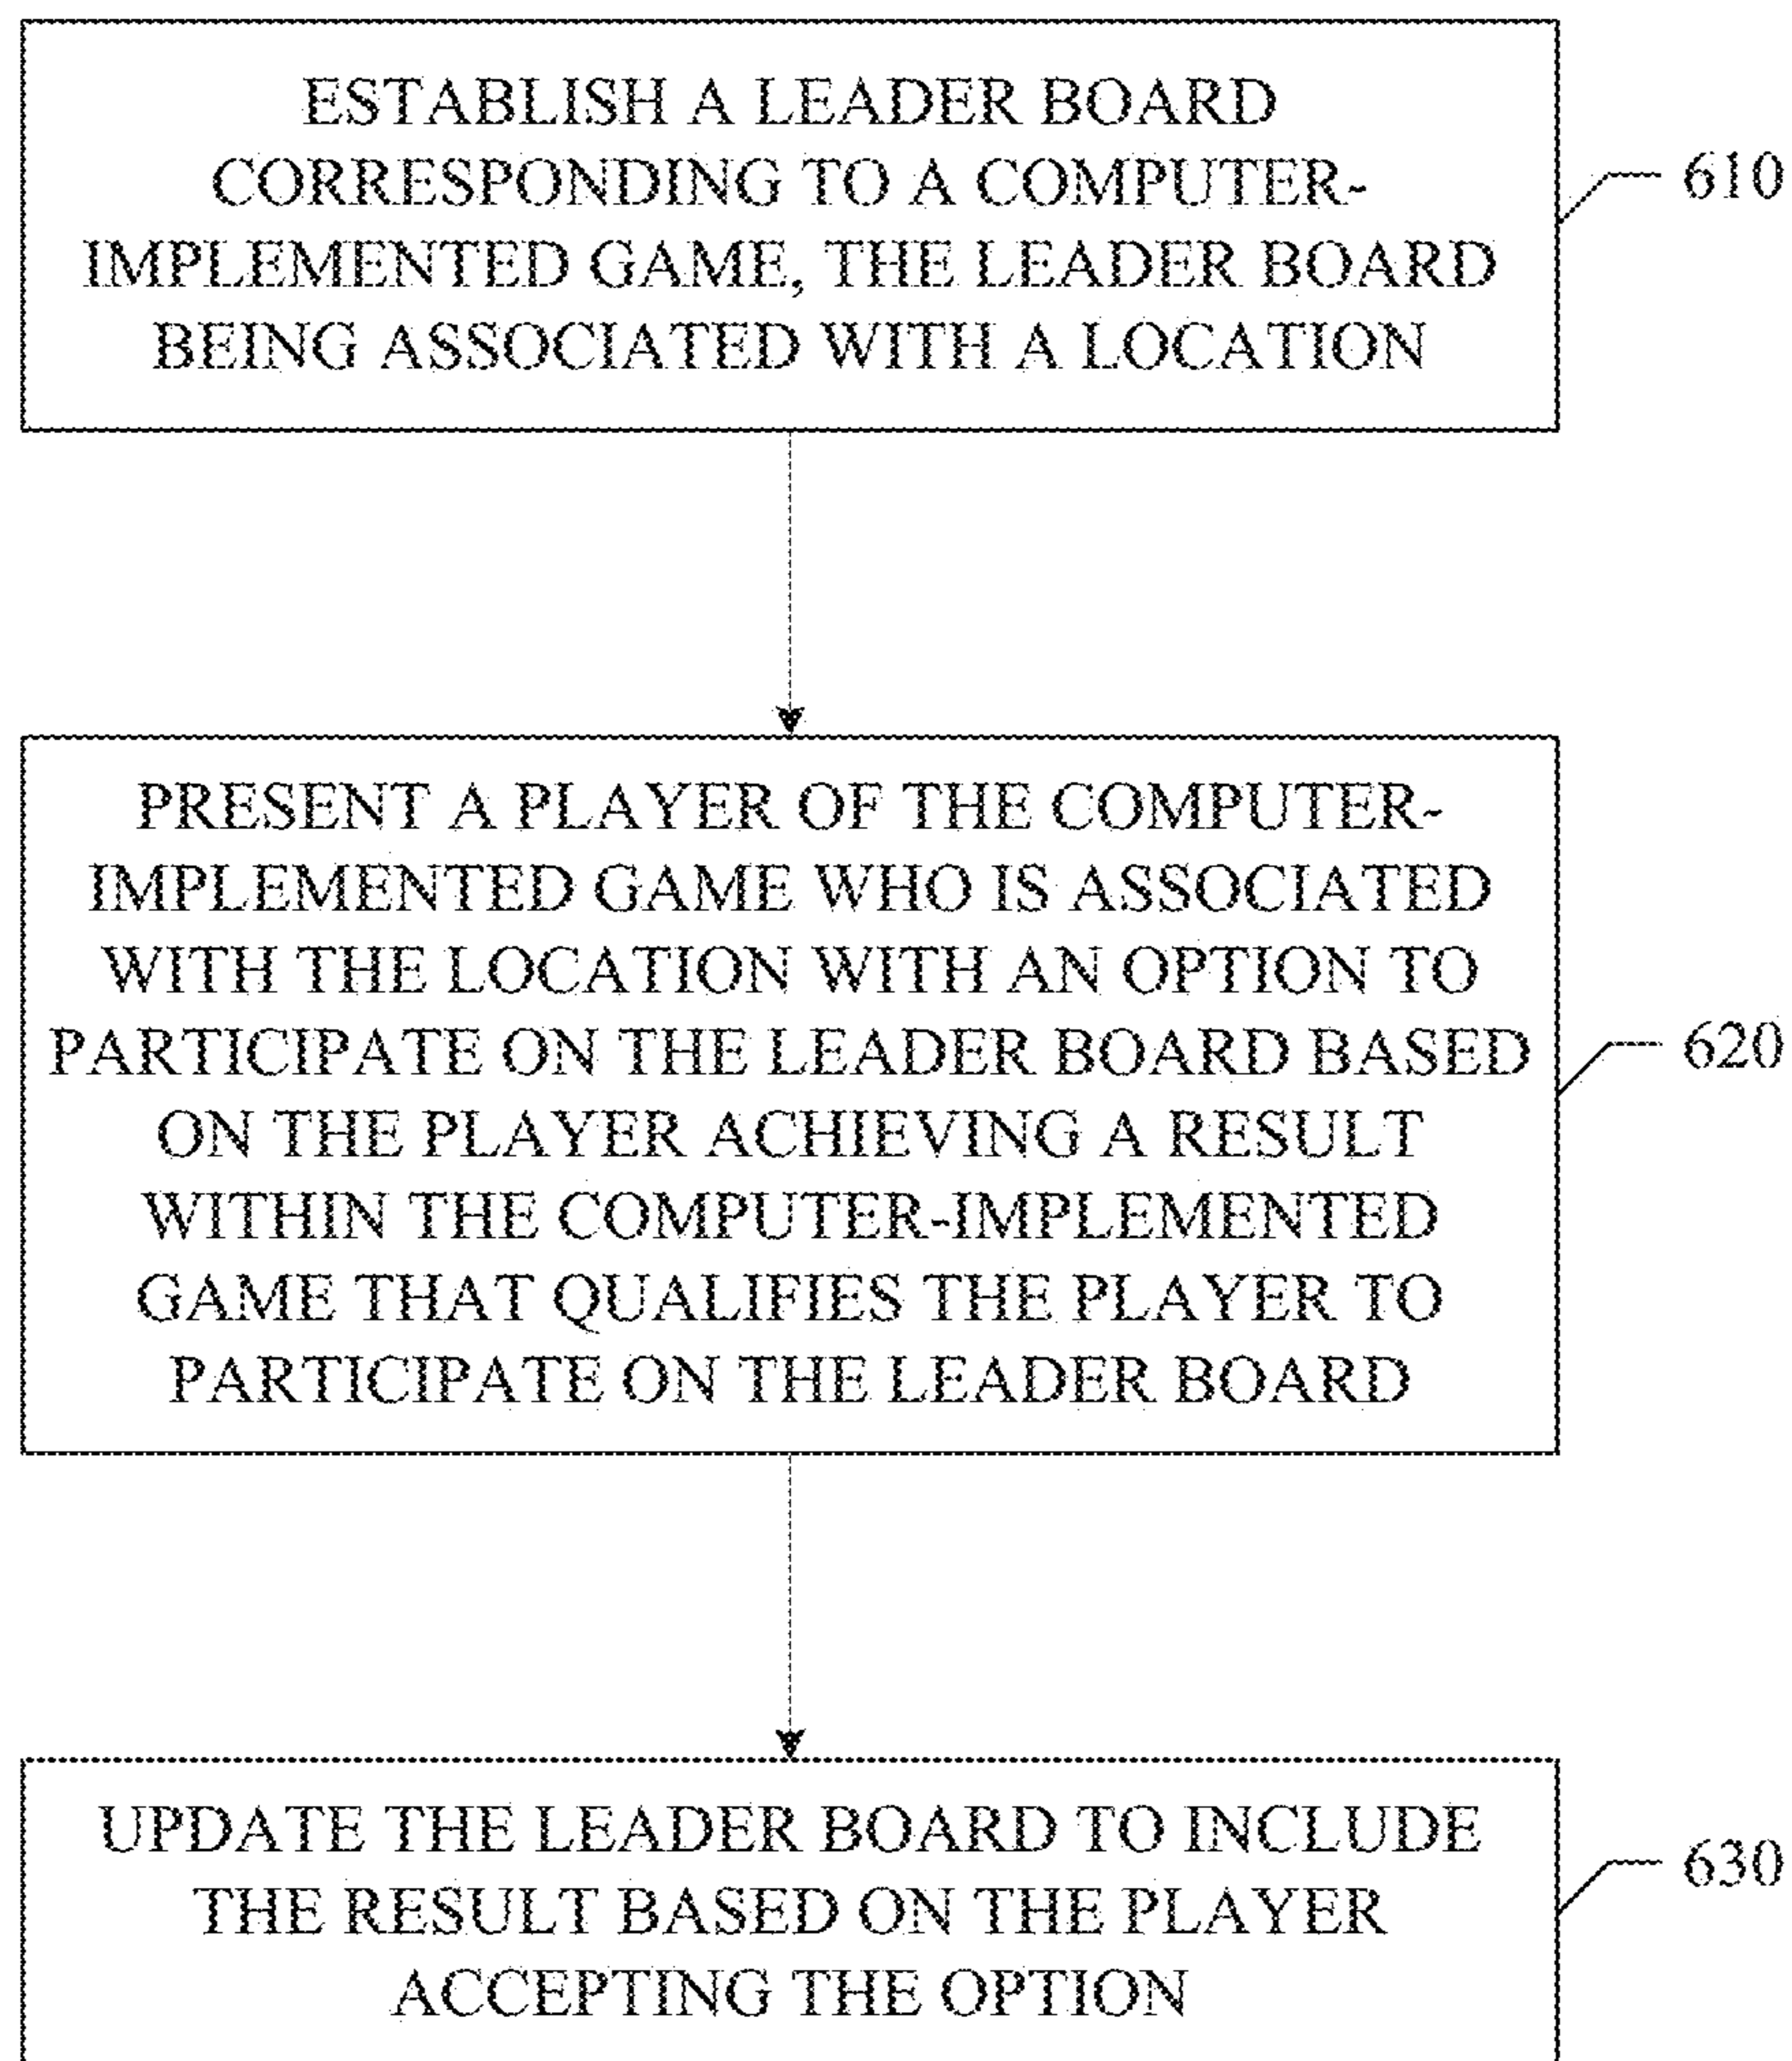 ESTABLISH A LEADER BOARD
CORRESPONDING TO A COMPUTER-
IMPLEMENTED GAME, THE LEADER BOARD
BEING ASSOCIATED WITH A LOCATION
610
PRESENT A PLAYER OF THE COMPUTER-
IMPLEMENTED GAME WHO IS ASSOCIATED
WITH THE LOCATION WITH AN OPTION TO
PARTICIPATE ON THE LEADER BOARD BASED
ON THE PLAYER ACHIEVING A RESULT
WITHIN THE COMPUTER-IMPLEMENTED
GAME THAT QUALIFIES THE PLAYER TO
PARTICIPATE ON THE LEADER BOARD
620
UPDATE THE LEADER BOARD TO INCLUDE
THE RESULT BASED ON THE PLAYER
ACCEPTING THE OPTION
630